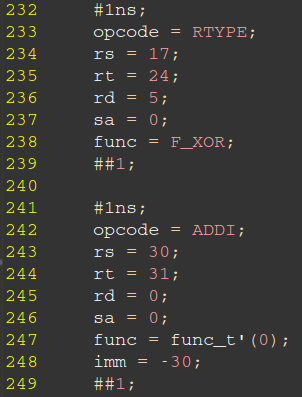 232 #1ns;
233 opcode = RTYPE;
234 rs = 17;
235 rt = 24;
236 rd = 5;
237 sa = 0;
238 func = F_XOR;
239 ##1;
240
241 #1ns;
242 opcode = ADDI;
243 rs = 30;
244 rt = 31;
245 rd = 0;
246 sa = 0;
247 func = func_t'(0);
248 imm = -30;
249 ##1;